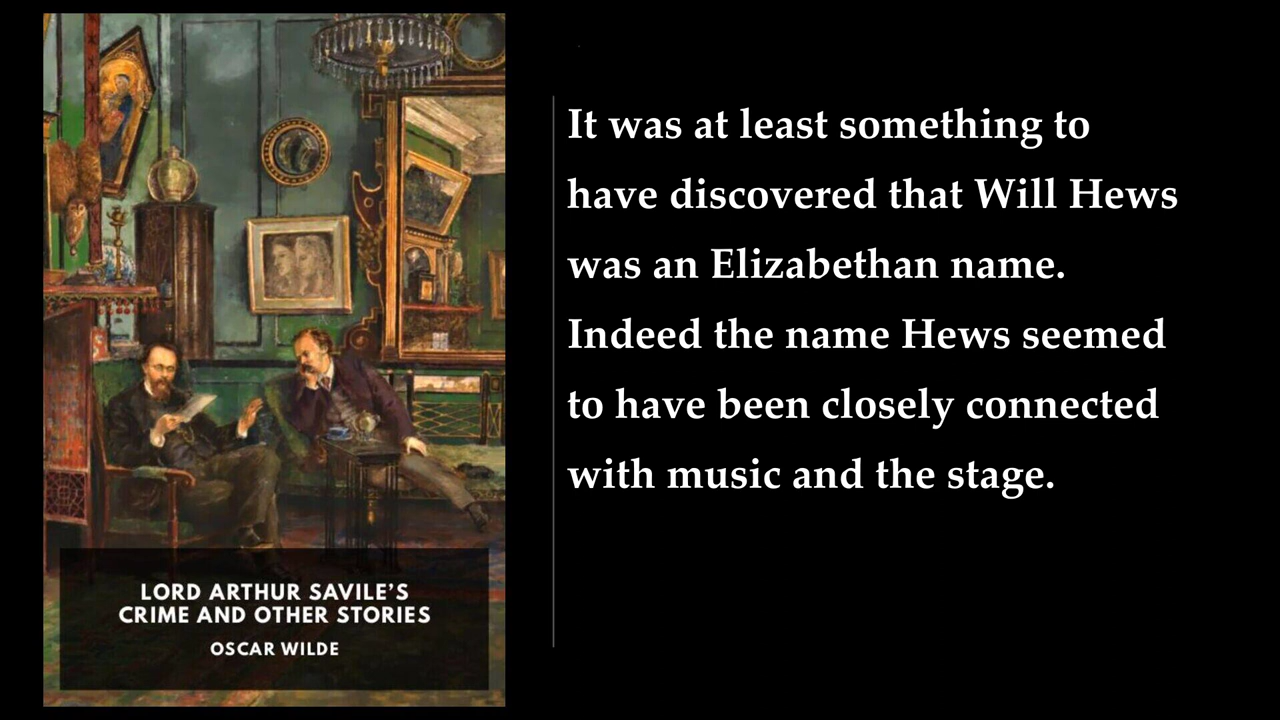 It was at least something to
have discovered that Will Hews
was an Elizabethan name.
Indeed the name Hews seemed
to have been closely connected
with music and the stage.
LORD ARTHUR SAVILE'S
CRIME AND OTHER STORIES
OSCAR WILDE